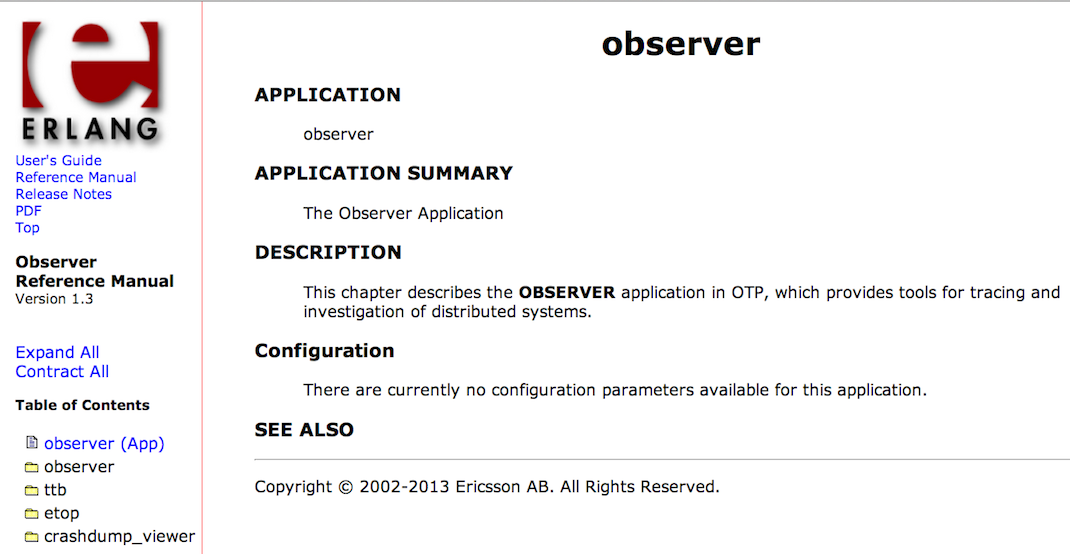 ERLANG
User's Guide
Reference Manual
Release Notes
PDF
Top
Observer
Reference Manual
Version 1.3
Expand All
Contract All
Table of Contents
observer (App)
observer
ttb
etop
crashdump_viewer
observer
APPLICATION
observer
APPLICATION SUMMARY
The Observer Application
DESCRIPTION
This chapter describes the OBSERVER application in OTP, which provides tools for tracing and
investigation of distributed systems.
Configuration
There are currently no configuration parameters available for this application.
SEE ALSO
Copyright © 2002-2013 Ericsson AB. All Rights Reserved.